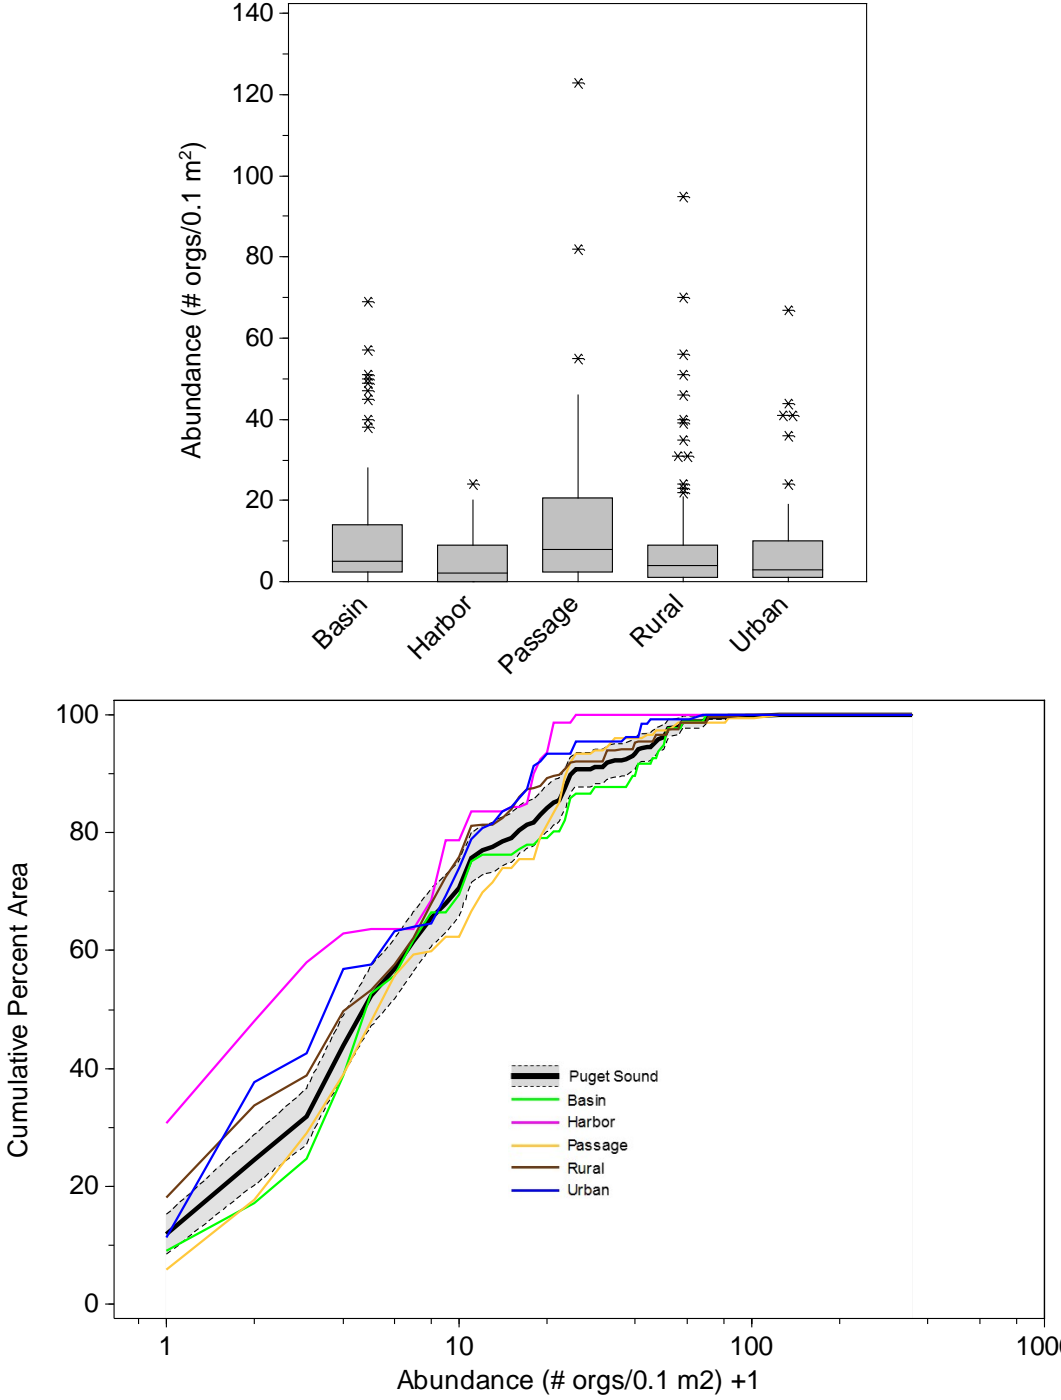 140
120
100
80
60
40
20
0
Abundance (# orgs/0.1 m²)
Basin
Harbor
Passage
Rural
Urban
100
80
60
40
20
0
Cumulative Percent Area
Puget Sound
Basin
Harbor
Passage
Rural
Urban
1
10
100
1000
Abundance (# orgs/0.1 m2) +1